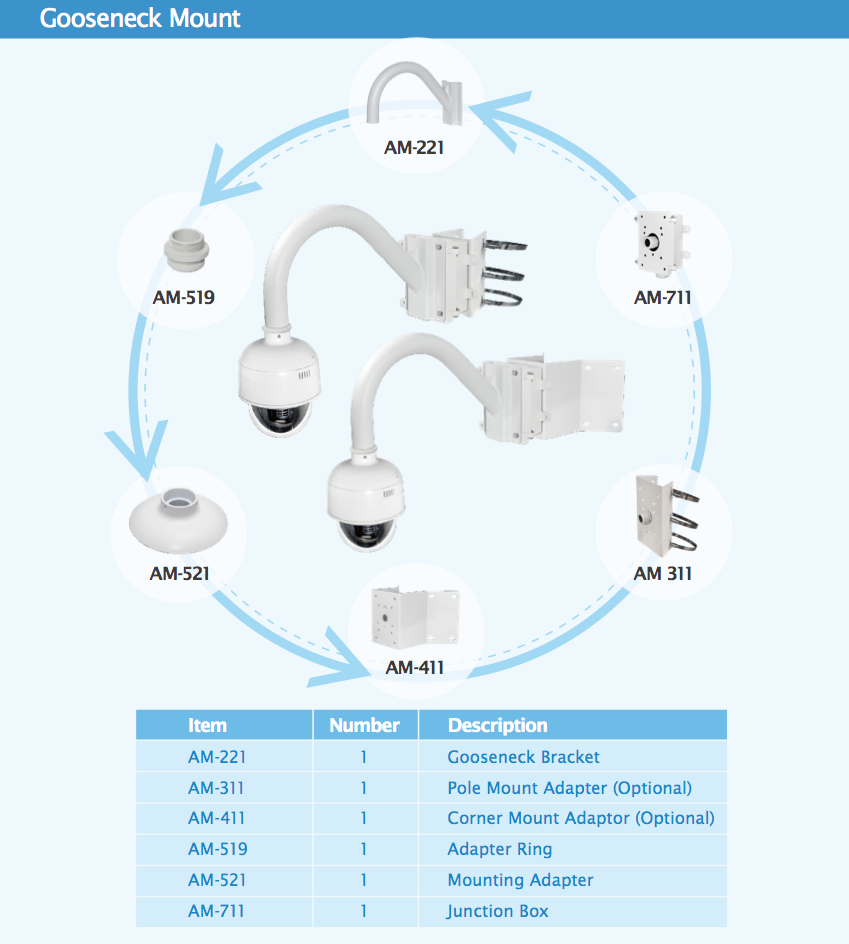 Gooseneck Mount
AM-221
AM-519
AM-711
AM-521
AM 311
AM-411
Item Number Description
AM-221 1 Gooseneck Bracket
AM-311 1 Pole Mount Adapter (Optional)
AM-411 1 Corner Mount Adaptor (Optional)
AM-519 1 Adapter Ring
AM-521 1 Mounting Adapter
AM-711 1 Junction Box